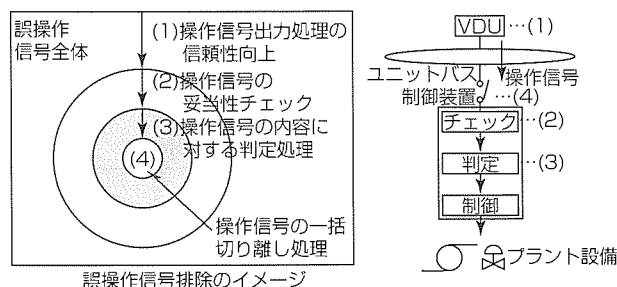 誤操作
信号全体
(1)操作信号出力処理の
信頼性向上
(2)操作信号の
妥当性チェック
(3)操作信号の内容に
対する判定処理
(4)
操作信号の一括
切り離し処理
誤操作信号排除のイメージ
VDU…(1)
ユニットバス
操作信号
制御装置
…(4)
チェック…(2)
判定…(3)
制御
プラント設備